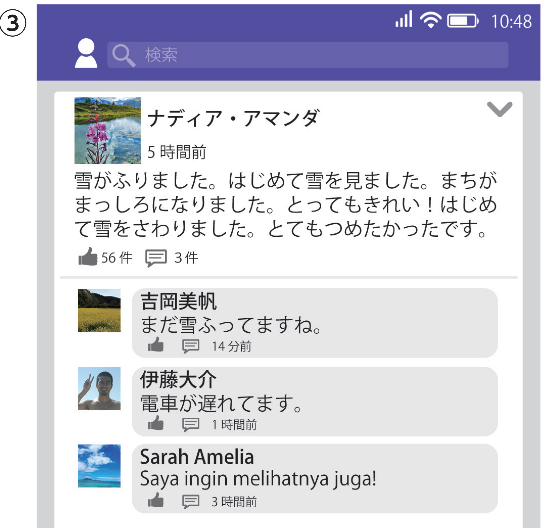 ③
10:48
検索
ナディア・アマンダ
5時間前
雪がふりました。はじめて雪を見ました。まちが
まっしろになりました。とってもきれい！はじめ
て雪をさわりました。とてもつめたかったです。
56件 3件
吉岡美帆
まだ雪ふってますね。
14分前
伊藤大介
電車が遅れてます。
1時間前
Sarah Amelia
Saya ingin melihatnya juga!
3時間前